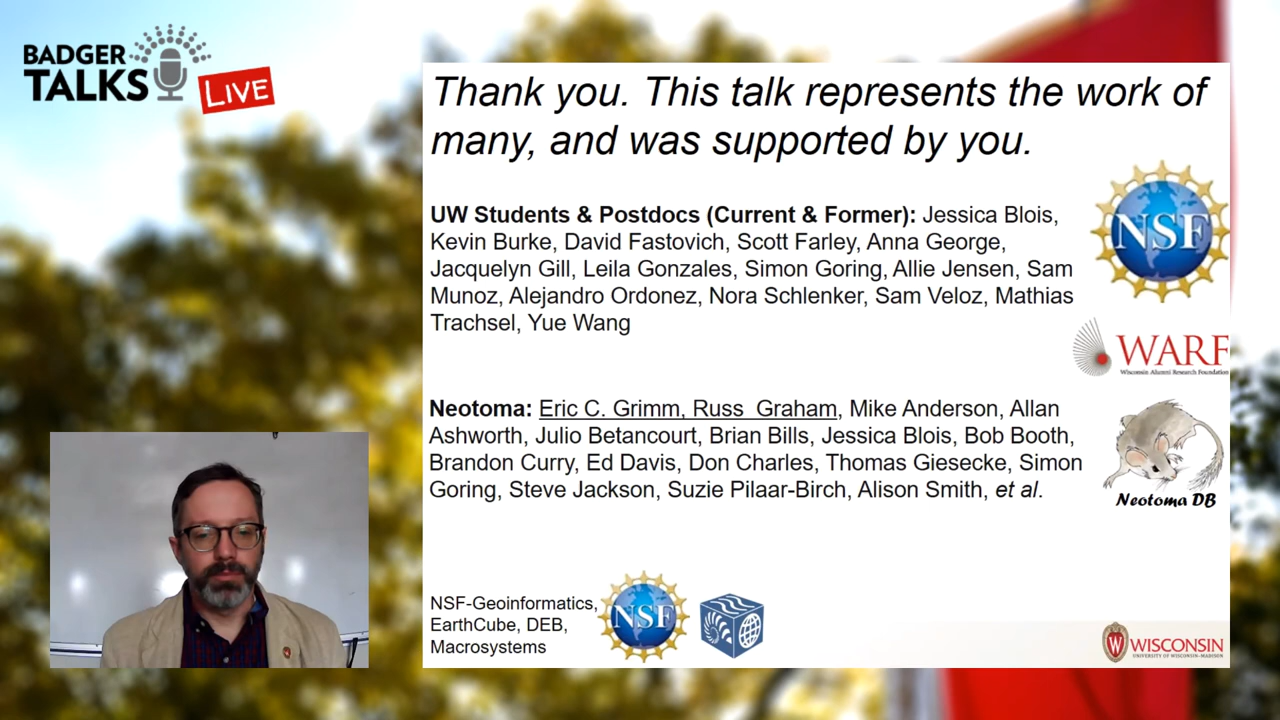 BADGER
TALKS
LIVE
Thank you. This talk represents the work of
many, and was supported by you.
UW Students & Postdocs (Current & Former): Jessica Blois,
Kevin Burke, David Fastovich, Scott Farley, Anna George,
Jacquelyn Gill, Leila Gonzales, Simon Goring, Allie Jensen, Sam
Munoz, Alejandro Ordonez, Nora Schlenker, Sam Veloz, Mathias
Trachsel, Yue Wang
NSF
WARF
Wisconsin Alumni Research Foundation
Neotoma: Eric C. Grimm, Russ Graham, Mike Anderson, Allan
Ashworth, Julio Betancourt, Brian Bills, Jessica Blois, Bob Booth,
Brandon Curry, Ed Davis, Don Charles, Thomas Giesecke, Simon
Goring, Steve Jackson, Suzie Pilaar-Birch, Alison Smith, et al.
Neotoma DB
NSF-Geoinformatics,
EarthCube, DEB,
Macrosystems
NSF
WISCONSIN
UNIVERSITY OF WISCONSIN-MADISON